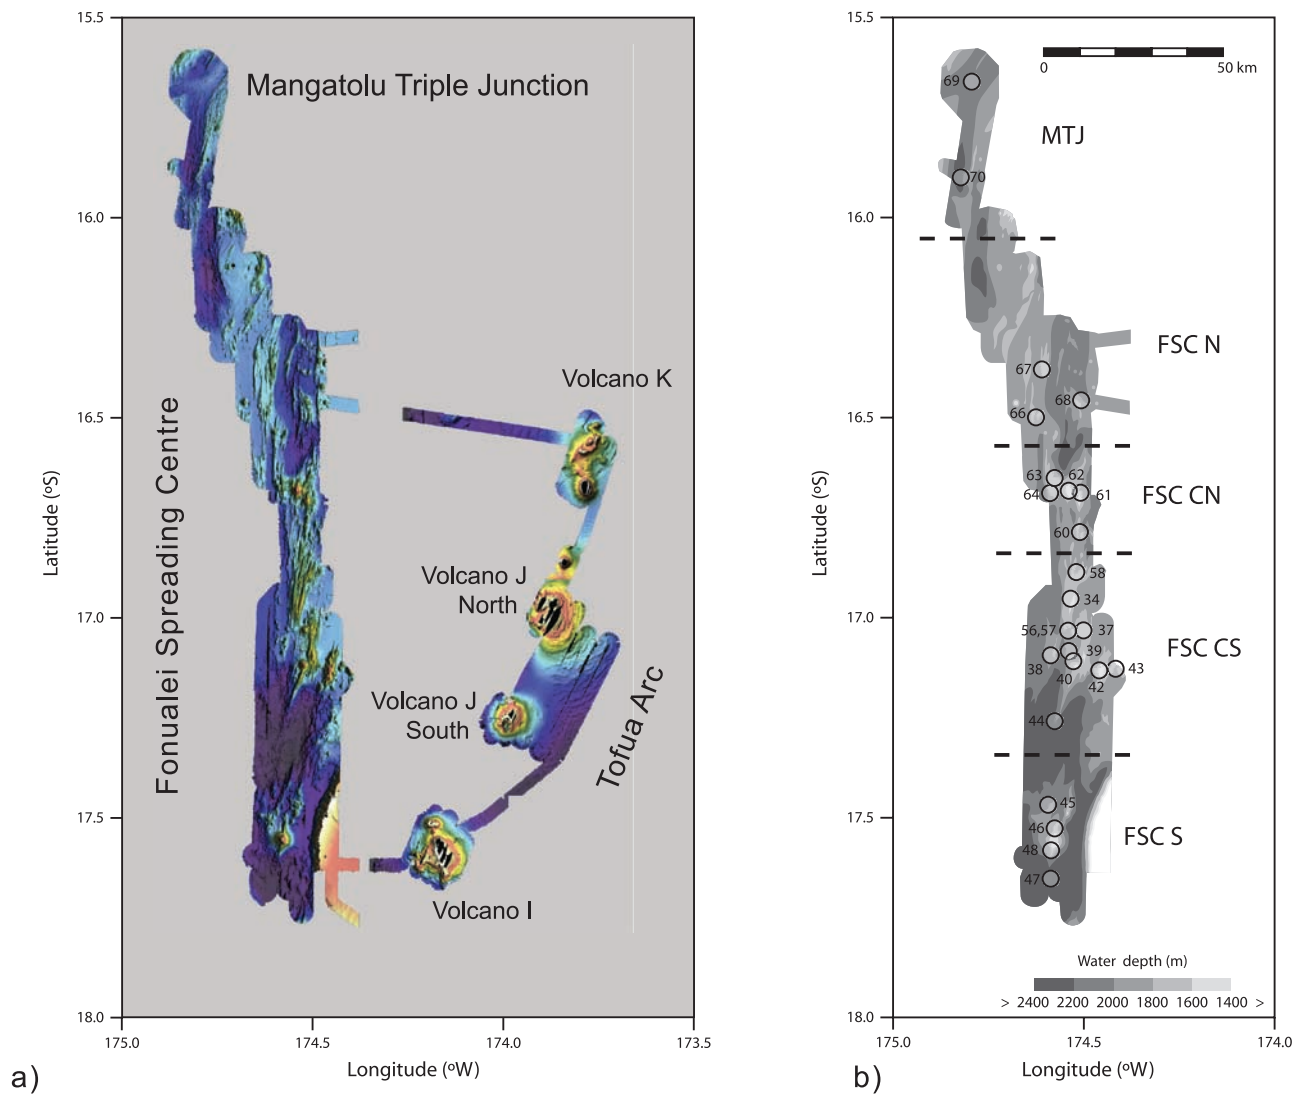 15.5
16.0
16.5
17.0
17.5
18.0
Latitude (ºS)
175.0
174.5
174.0
173.5
Longitude (ºW)
a)
Mangatolu Triple Junction
Fonualei Spreading Centre
Volcano K
Volcano J
North
Volcano J
South
Tofua Arc
Volcano I
15.5
16.0
16.5
17.0
17.5
18.0
Latitude (ºS)
175.0
174.5
174.0
Longitude (ºW)
b)
0
50 km
69
MTJ
70
FSC N
67
68
66
63
62
64
61
FSC CN
60
58
34
56,57
37
39
FSC CS
38
43
40
42
44
45
46
FSC S
48
47
Water depth (m)
> 2400 2200 2000 1800 1600 1400 >